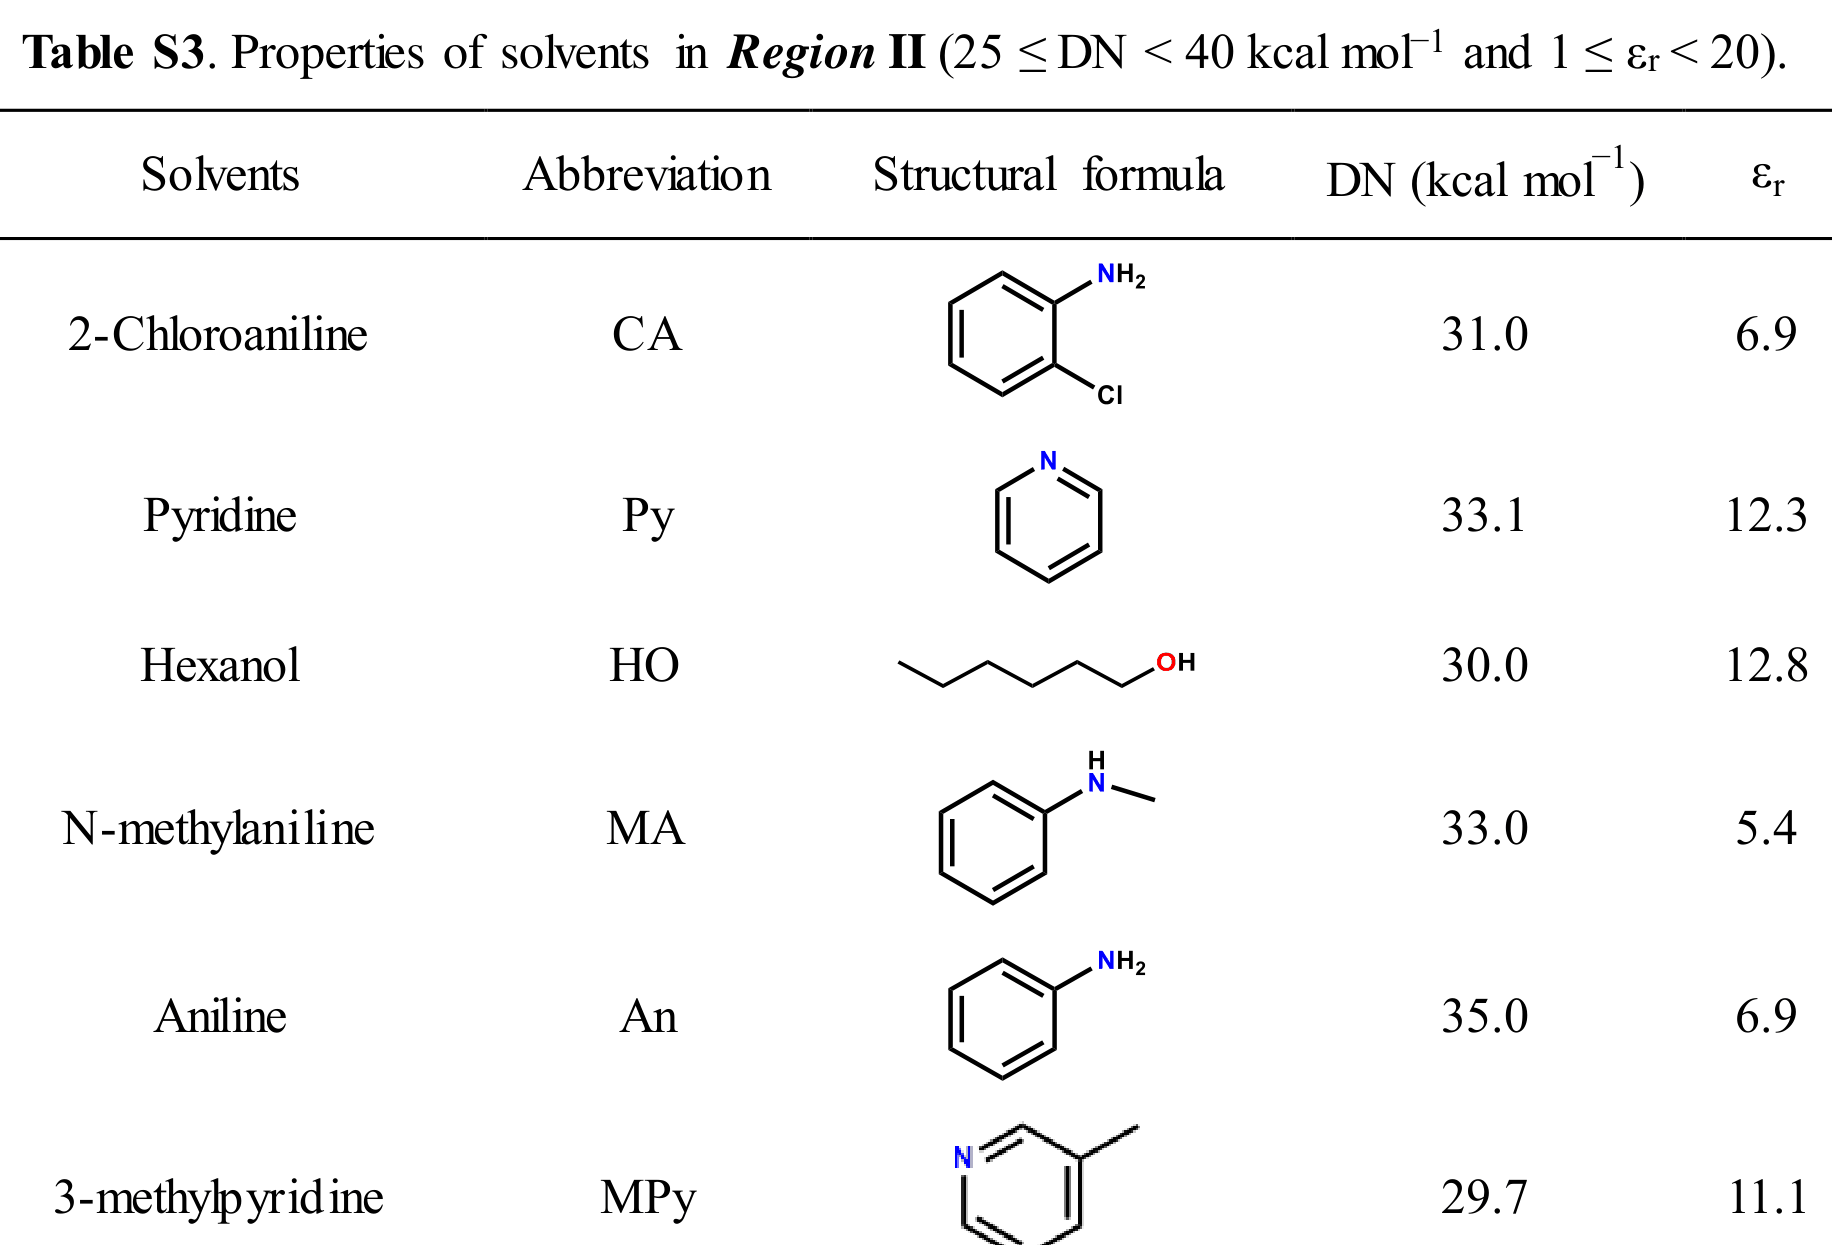 Table S3. Properties of solvents in Region II (25 ≤ DN < 40 kcal mol⁻¹ and 1 ≤ εr < 20).
Solvents Abbreviation Structural formula DN (kcal mol⁻¹) εr
NH₂
2-Chloroaniline CA 31.0 6.9
Cl
N
Pyridine Py 33.1 12.3
Hexanol HO OH 30.0 12.8
H
N
N-methylaniline MA 33.0 5.4
NH₂
Aniline An 35.0 6.9
N
3-methylpyridine MPy 29.7 11.1